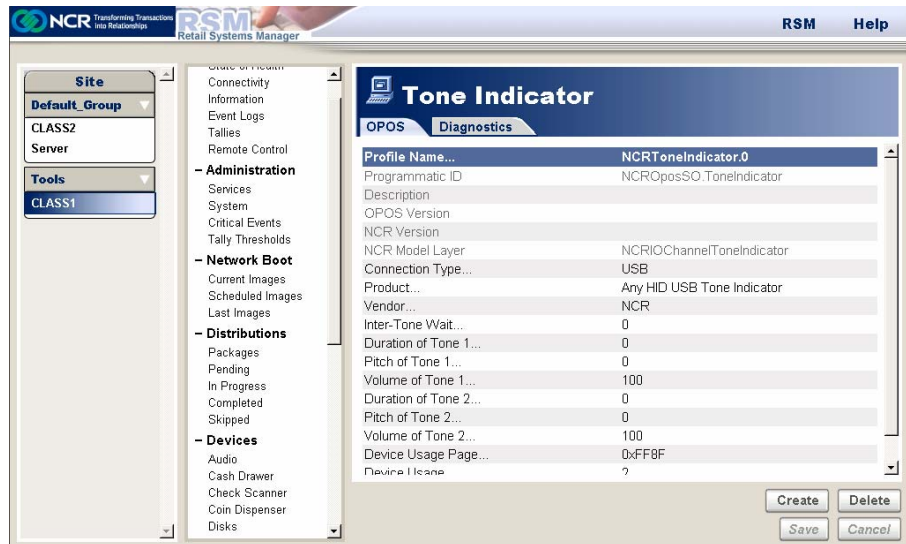 NCR Transforming Transactions into Relationships
RSM
Retail Systems Manager
RSM Help
Site
Default_Group
CLASS2
Server
Tools
CLASS1
State of Health
Connectivity
Information
Event Logs
Tallies
Remote Control
– Administration
Services
System
Critical Events
Tally Thresholds
– Network Boot
Current Images
Scheduled Images
Last Images
– Distributions
Packages
Pending
In Progress
Completed
Skipped
– Devices
Audio
Cash Drawer
Check Scanner
Coin Dispenser
Disks
Tone Indicator
OPOS Diagnostics
Profile Name... NCRToneIndicator.0
Programmatic ID NCROposSO.ToneIndicator
Description
OPOS Version
NCR Version
NCR Model Layer NCRIOChannelToneIndicator
Connection Type... USB
Product... Any HID USB Tone Indicator
Vendor... NCR
Inter-Tone Wait... 0
Duration of Tone 1... 0
Pitch of Tone 1... 0
Volume of Tone 1... 100
Duration of Tone 2... 0
Pitch of Tone 2... 0
Volume of Tone 2... 100
Device Usage Page... 0xFF8F
Device Usage 2
Create Delete
Save Cancel